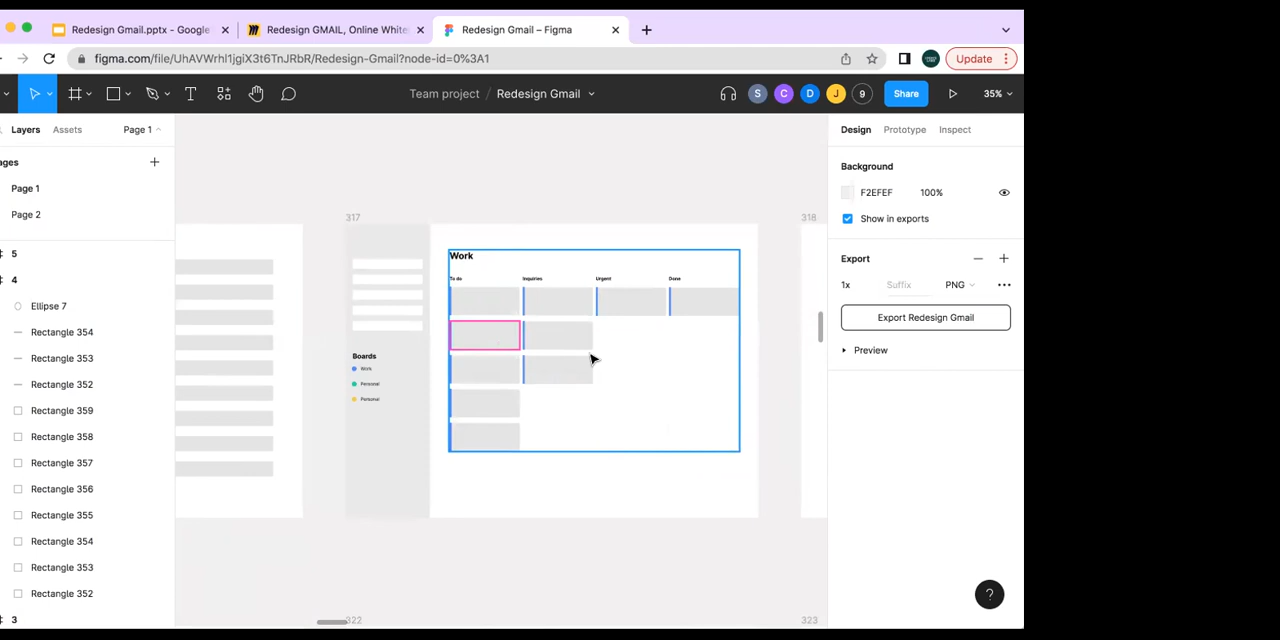 Redesign Gmail.pptx - Google
Redesign GMAIL, Online White
Redesign Gmail – Figma
figma.com/file/UhAVWrhl1jgiX3t6TnJRbR/Redesign-Gmail?node-id=0%3A1
Update
Team project / Redesign Gmail
S C D J 9
Share
35%
Layers
Assets
Page 1
Design
Prototype
Inspect
ages
Page 1
Page 2
5
4
Ellipse 7
Rectangle 354
Rectangle 353
Rectangle 352
Rectangle 359
Rectangle 358
Rectangle 357
Rectangle 356
Rectangle 355
Rectangle 354
Rectangle 353
Rectangle 352
3
317
318
Work
To do
Inquiries
Urgent
Done
Boards
Work
Personal
Personal
322
323
Background
F2EFEF
100%
Show in exports
Export
1x
Suffix
PNG
Export Redesign Gmail
Preview
?